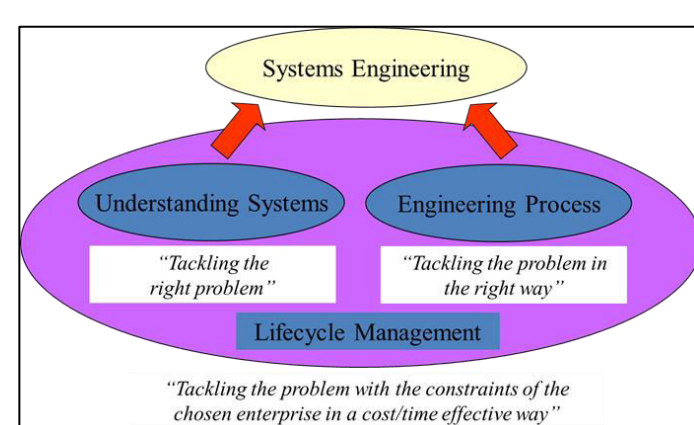 Systems Engineering
Understanding Systems
Engineering Process
“Tackling the
right problem”
“Tackling the problem in
the right way”
Lifecycle Management
“Tackling the problem with the constraints of the
chosen enterprise in a cost/time effective way”